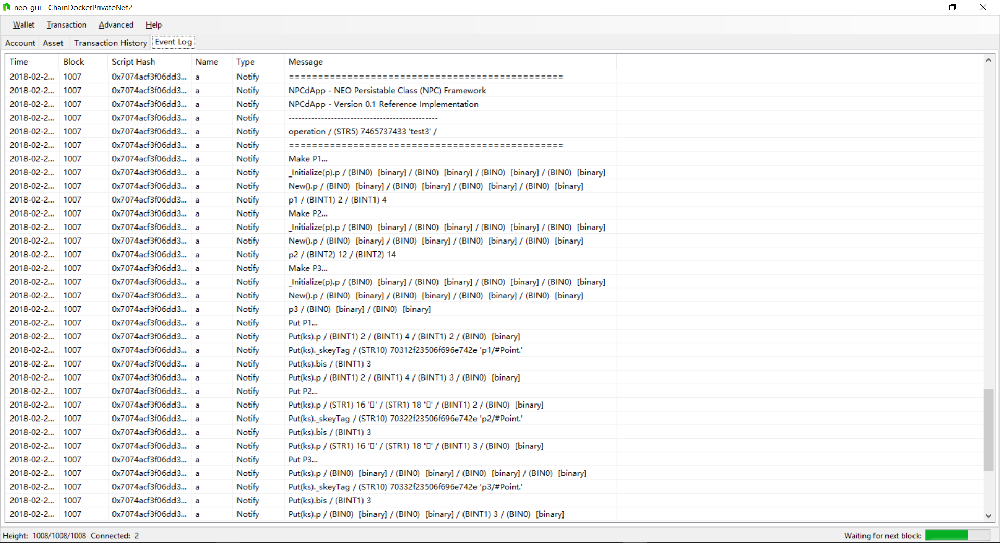 neo-gui - ChainDockerPrivateNet2
Wallet Transaction Advanced Help
Account Asset Transaction History Event Log
Time Block Script Hash Name Type Message
2018-02-2... 1007 0x7074acf3f06dd3... a Notify ===============================================
2018-02-2... 1007 0x7074acf3f06dd3... a Notify NPCdApp - NEO Persistable Class (NPC) Framework
2018-02-2... 1007 0x7074acf3f06dd3... a Notify NPCdApp - Version 0.1 Reference Implementation
2018-02-2... 1007 0x7074acf3f06dd3... a Notify -----------------------------------------------
2018-02-2... 1007 0x7074acf3f06dd3... a Notify operation / (STR5) 7465737433 'test3' /
2018-02-2... 1007 0x7074acf3f06dd3... a Notify ===============================================
2018-02-2... 1007 0x7074acf3f06dd3... a Notify Make P1...
2018-02-2... 1007 0x7074acf3f06dd3... a Notify _Initialize(p).p / (BIN0) [binary] / (BIN0) [binary] / (BIN0) [binary] / (BIN0) [binary]
2018-02-2... 1007 0x7074acf3f06dd3... a Notify New().p / (BIN0) [binary] / (BIN0) [binary] / (BIN0) [binary] / (BIN0) [binary]
2018-02-2... 1007 0x7074acf3f06dd3... a Notify p1 / (BINT1) 2 / (BINT1) 4
2018-02-2... 1007 0x7074acf3f06dd3... a Notify Make P2...
2018-02-2... 1007 0x7074acf3f06dd3... a Notify _Initialize(p).p / (BIN0) [binary] / (BIN0) [binary] / (BIN0) [binary] / (BIN0) [binary]
2018-02-2... 1007 0x7074acf3f06dd3... a Notify New().p / (BIN0) [binary] / (BIN0) [binary] / (BIN0) [binary] / (BIN0) [binary]
2018-02-2... 1007 0x7074acf3f06dd3... a Notify p2 / (BINT2) 12 / (BINT2) 14
2018-02-2... 1007 0x7074acf3f06dd3... a Notify Make P3...
2018-02-2... 1007 0x7074acf3f06dd3... a Notify _Initialize(p).p / (BIN0) [binary] / (BIN0) [binary] / (BIN0) [binary] / (BIN0) [binary]
2018-02-2... 1007 0x7074acf3f06dd3... a Notify New().p / (BIN0) [binary] / (BIN0) [binary] / (BIN0) [binary] / (BIN0) [binary]
2018-02-2... 1007 0x7074acf3f06dd3... a Notify p3 / (BIN0) [binary] / (BIN0) [binary]
2018-02-2... 1007 0x7074acf3f06dd3... a Notify Put P1...
2018-02-2... 1007 0x7074acf3f06dd3... a Notify Put(ks).p / (BINT1) 2 / (BINT1) 4 / (BINT1) 2 / (BIN0) [binary]
2018-02-2... 1007 0x7074acf3f06dd3... a Notify Put(ks)._skeyTag / (STR10) 70312f23506f696e742e 'p1/#Point.'
2018-02-2... 1007 0x7074acf3f06dd3... a Notify Put(ks).bis / (BINT1) 3
2018-02-2... 1007 0x7074acf3f06dd3... a Notify Put(ks).p / (BINT1) 2 / (BINT1) 4 / (BINT1) 3 / (BIN0) [binary]
2018-02-2... 1007 0x7074acf3f06dd3... a Notify Put P2...
2018-02-2... 1007 0x7074acf3f06dd3... a Notify Put(ks).p / (STR1) 16 '▯' / (STR1) 18 '▯' / (BINT1) 2 / (BIN0) [binary]
2018-02-2... 1007 0x7074acf3f06dd3... a Notify Put(ks)._skeyTag / (STR10) 70322f23506f696e742e 'p2/#Point.'
2018-02-2... 1007 0x7074acf3f06dd3... a Notify Put(ks).bis / (BINT1) 3
2018-02-2... 1007 0x7074acf3f06dd3... a Notify Put(ks).p / (STR1) 16 '▯' / (STR1) 18 '▯' / (BINT1) 3 / (BIN0) [binary]
2018-02-2... 1007 0x7074acf3f06dd3... a Notify Put P3...
2018-02-2... 1007 0x7074acf3f06dd3... a Notify Put(ks).p / (BIN0) [binary] / (BIN0) [binary] / (BIN0) [binary] / (BIN0) [binary]
2018-02-2... 1007 0x7074acf3f06dd3... a Notify Put(ks)._skeyTag / (STR10) 70332f23506f696e742e 'p3/#Point.'
2018-02-2... 1007 0x7074acf3f06dd3... a Notify Put(ks).bis / (BINT1) 3
2018-02-2... 1007 0x7074acf3f06dd3... a Notify Put(ks).p / (BIN0) [binary] / (BIN0) [binary] / (BINT1) 3 / (BIN0) [binary]
Height: 1008/1008/1008 Connected: 2 Waiting for next block: